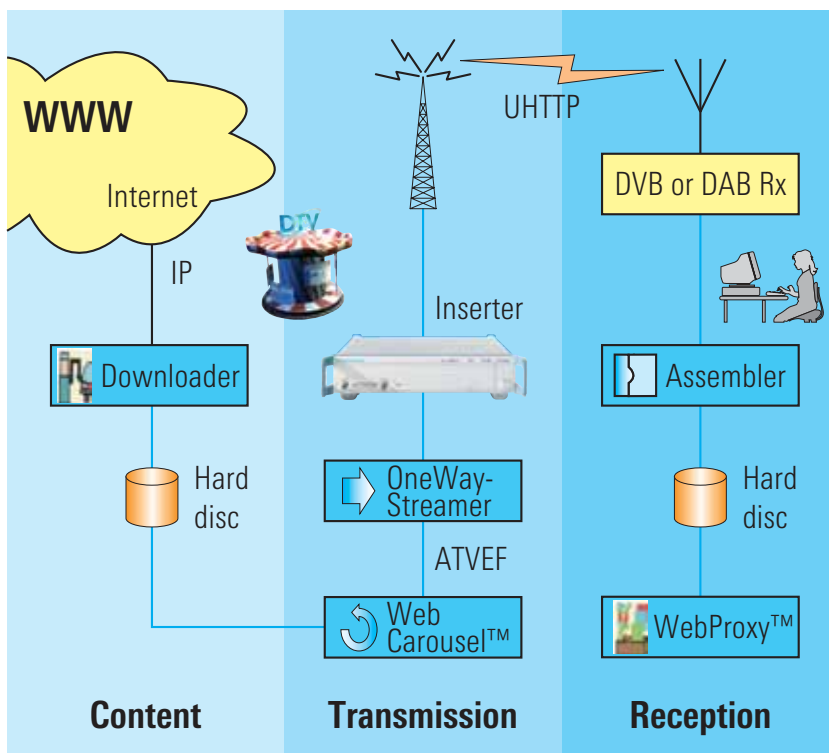 WWW
Internet
IP
Downloader
Hard
disc
Content
DTV
UHTTP
Inserter
OneWay-
Streamer
ATVEF
Web
Carousel™
Transmission
DVB or DAB Rx
Assembler
Hard
disc
WebProxy™
Reception